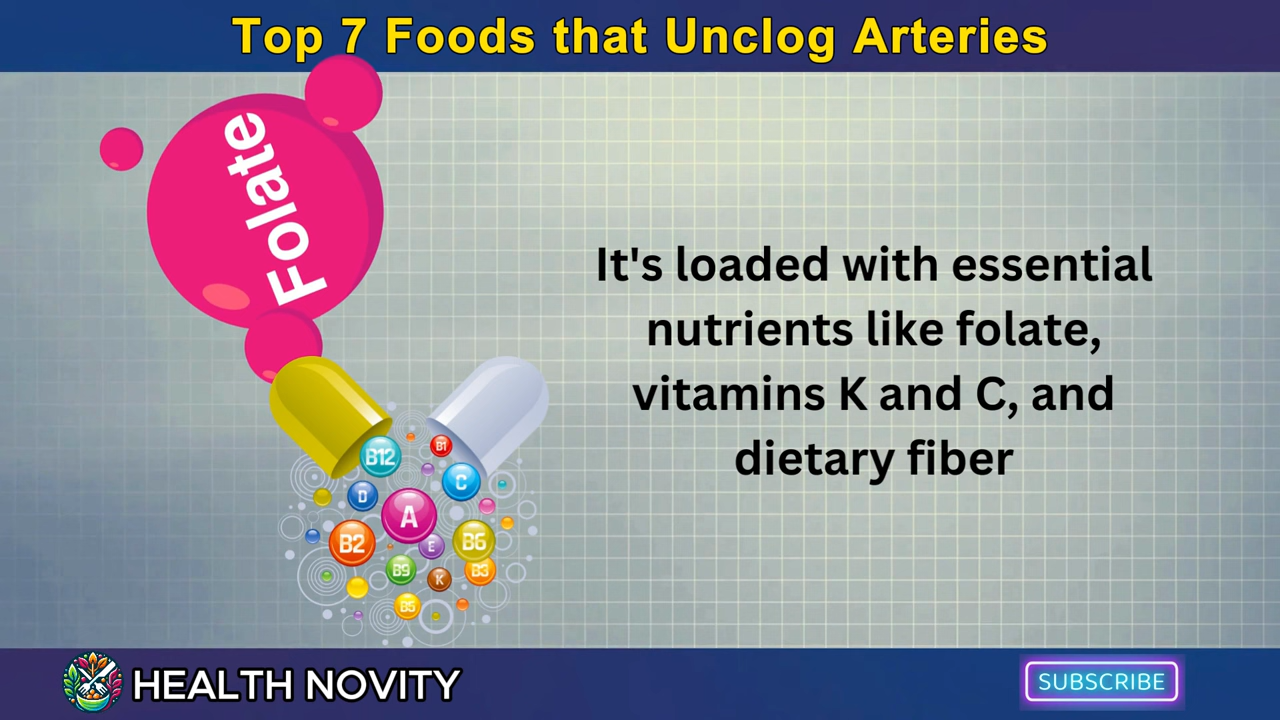 Top 7 Foods that Unclog Arteries
Folate
It's loaded with essential
nutrients like folate,
vitamins K and C, and
dietary fiber
B12
B1
C
D
A
B2
E
B6
B9
K
B3
B5
HEALTH NOVITY
SUBSCRIBE